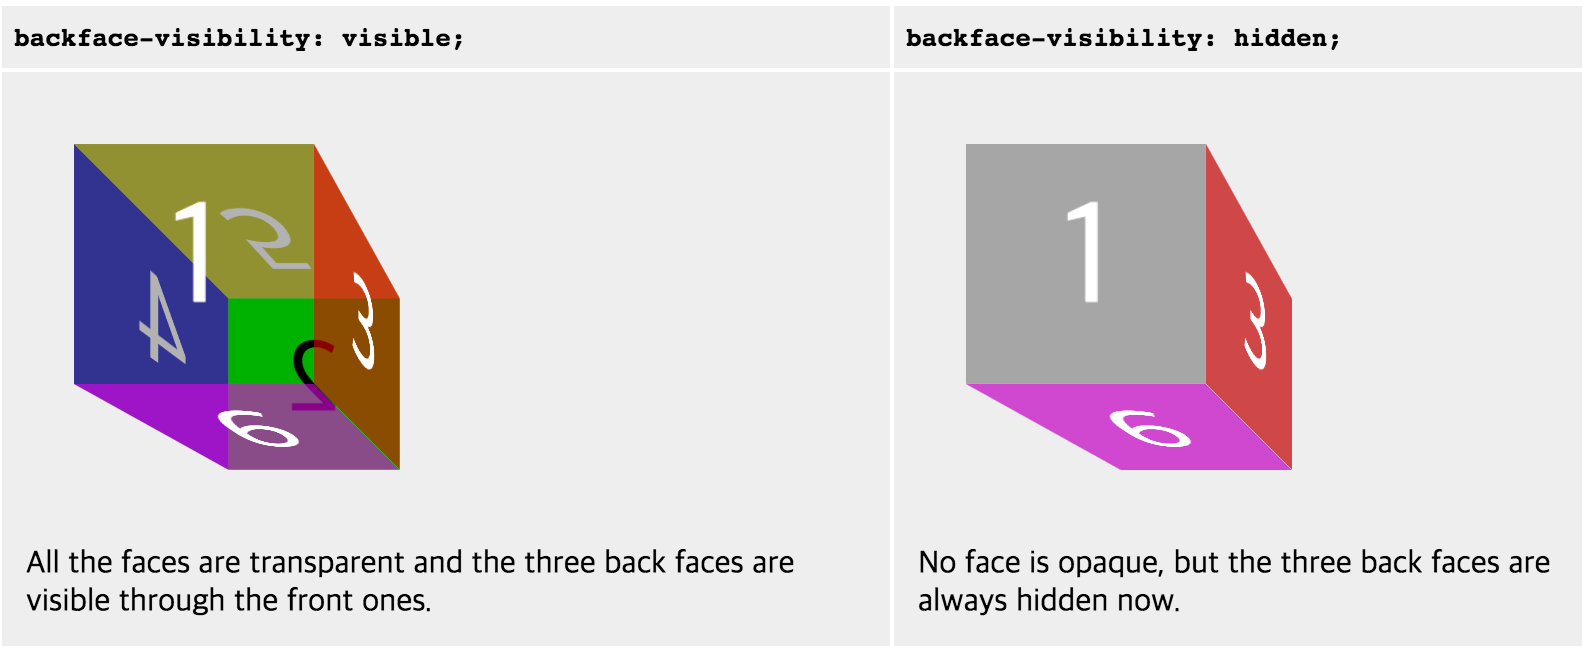 backface-visibility: visible;
backface-visibility: hidden;
1
2
4
3
2
6
All the faces are transparent and the three back faces are
visible through the front ones.
1
3
6
No face is opaque, but the three back faces are
always hidden now.